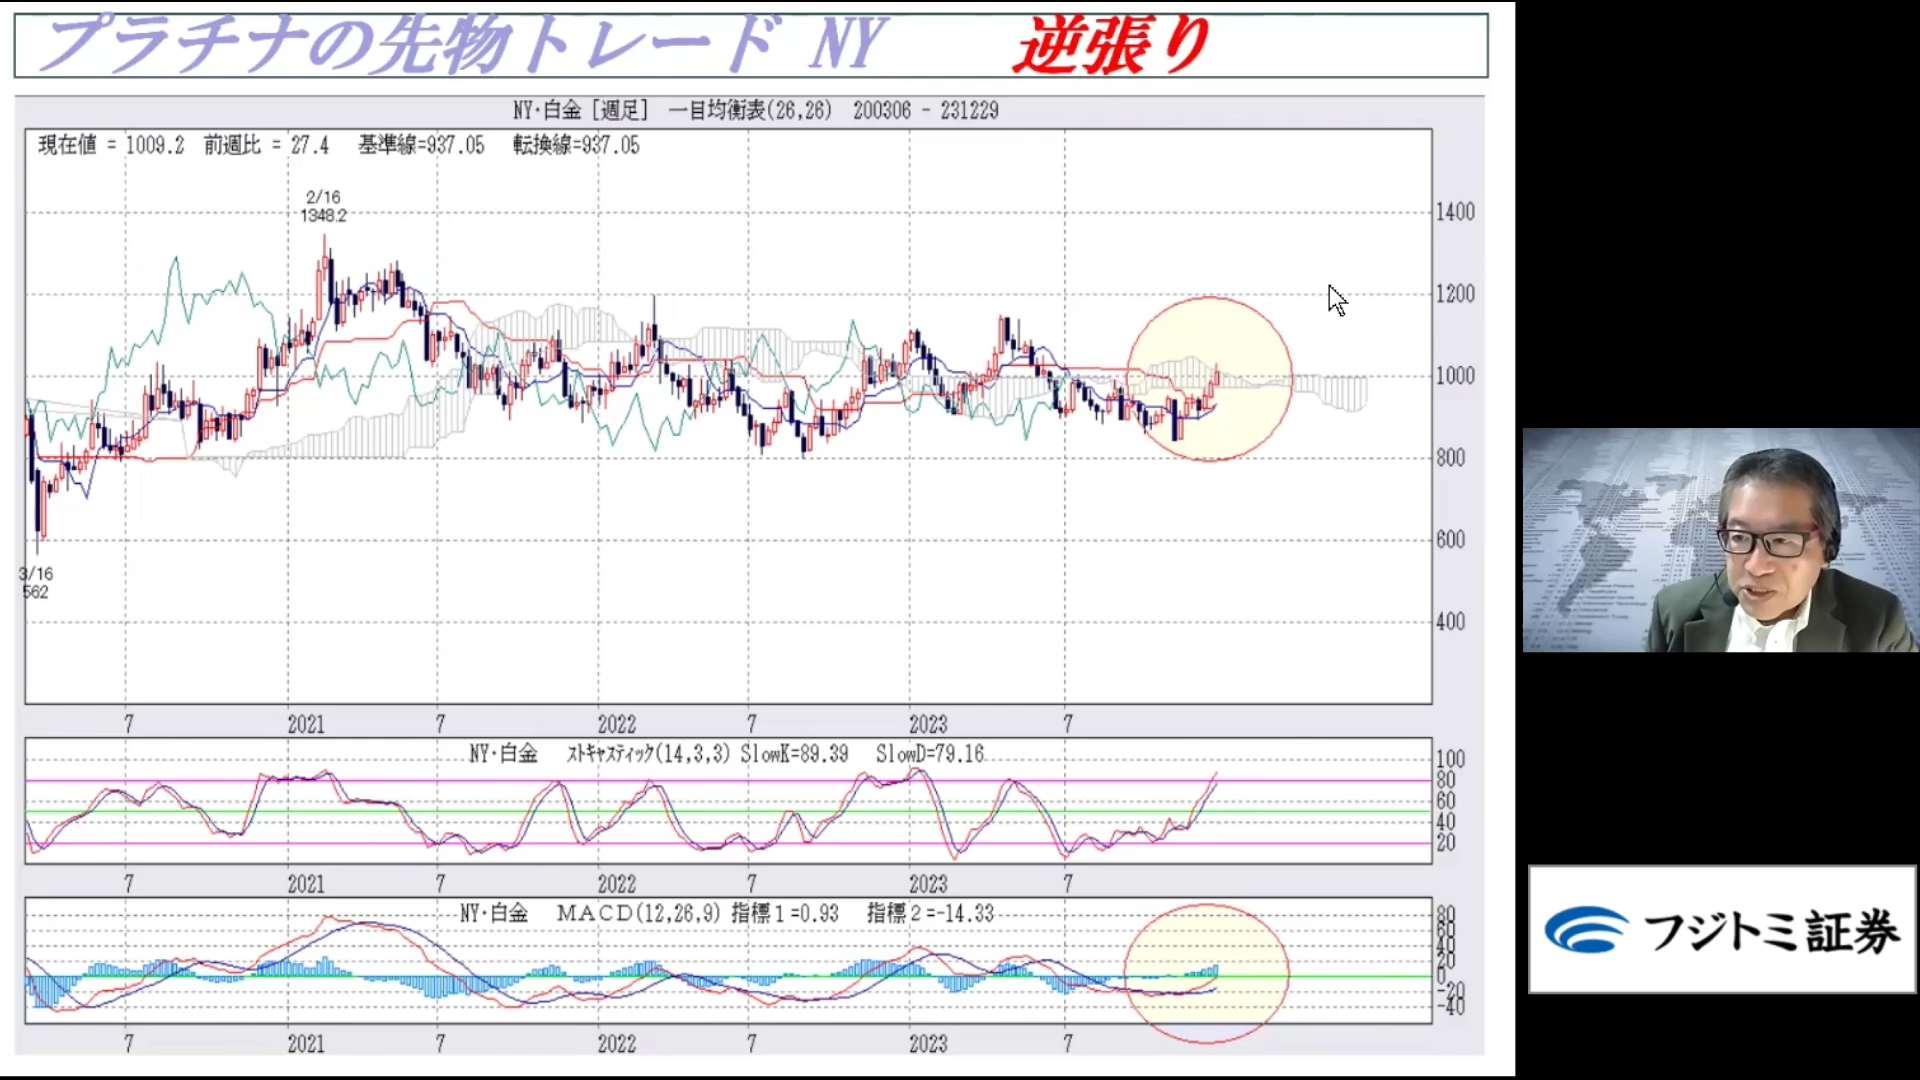 プラチナの先物トレード NY 逆張り
NY・白金 [週足] 一目均衡表(26,26) 200306 - 231229
現在値 = 1009.2 前週比 = 27.4 基準線=937.05 転換線=937.05
2/16
1348.2
1400
1200
1000
800
600
400
3/16
562
7 2021 7 2022 7 2023 7
NY・白金 ｽﾄｷｬｽﾃｨｯｸ(14,3,3) SlowK=89.39 SlowD=79.16
100
80
60
40
20
7 2021 7 2022 7 2023 7
NY・白金 ＭＡＣＤ(12,26,9) 指標１=0.93 指標２=-14.33
80
60
40
20
0
-20
-40
7 2021 7 2022 7 2023 7
フジトミ証券